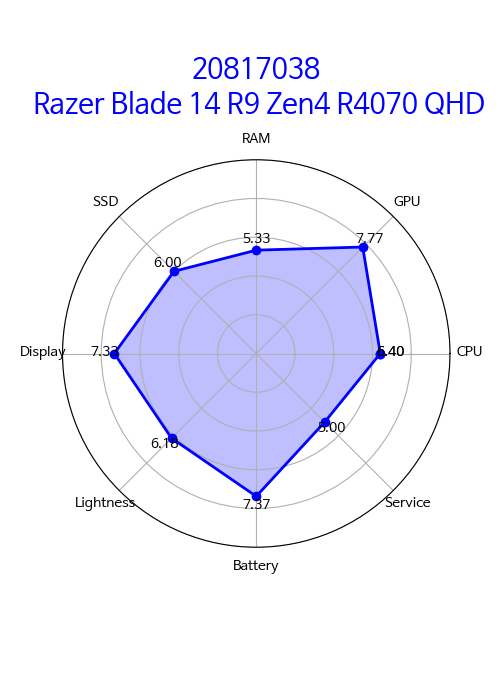 20817038
Razer Blade 14 R9 Zen4 R4070 QHD
RAM
SSD
GPU
5.33
7.77
6.00
Display
7.33
6.40
CPU
6.18
5.00
Lightness
7.37
Service
Battery